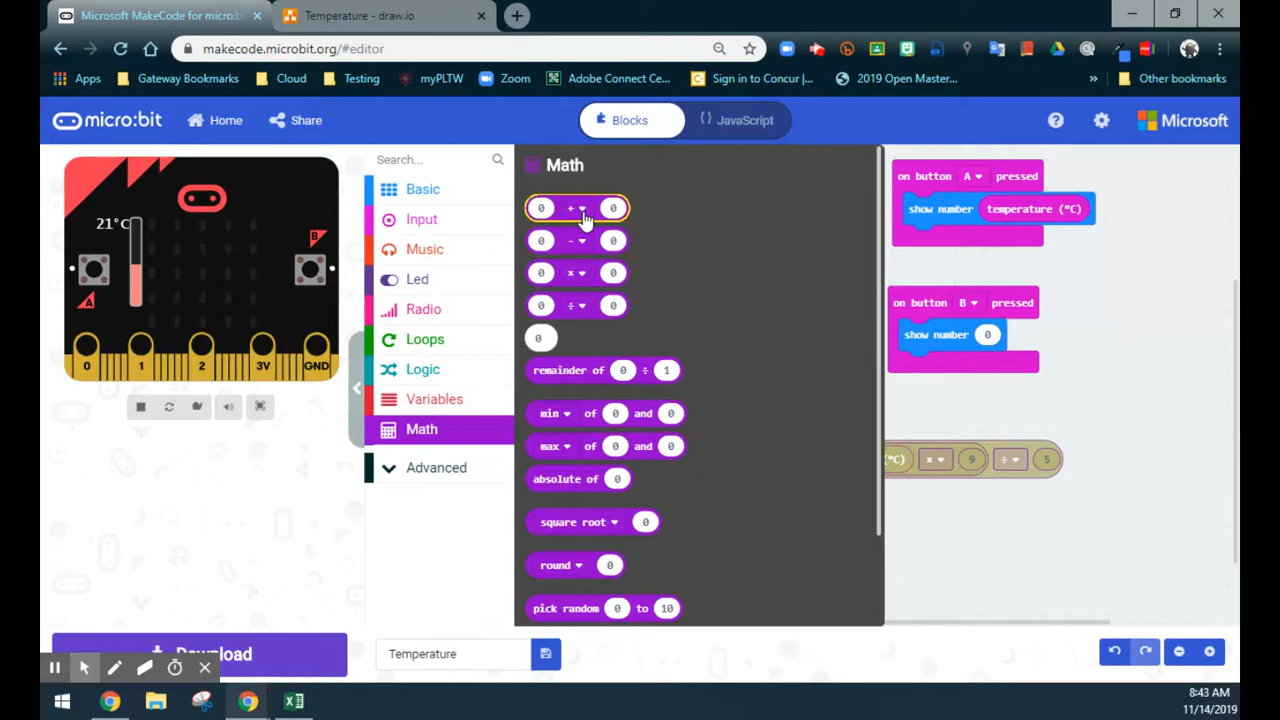 Microsoft MakeCode for micro:bit
Temperature - draw.io
makecode.microbit.org/#editor
Apps
Gateway Bookmarks
Cloud
Testing
myPLTW
Zoom
Adobe Connect Ce...
Sign in to Concur |...
2019 Open Master...
»
Other bookmarks
micro:bit
Home
Share
Blocks
{} JavaScript
Microsoft
21°C
A
B
0
1
2
3V
GND
Search...
Basic
Input
Music
Led
Radio
Loops
Logic
Variables
Math
Advanced
Math
0 + 0
0 - 0
0 x 0
0 ÷ 0
0
remainder of 0 ÷ 1
min of 0 and 0
max of 0 and 0
absolute of 0
square root 0
round 0
pick random 0 to 10
on button A pressed
show number temperature (°C)
on button B pressed
show number 0
(°C) x 9 ÷ 5
Download
Temperature
8:43 AM
11/14/2019